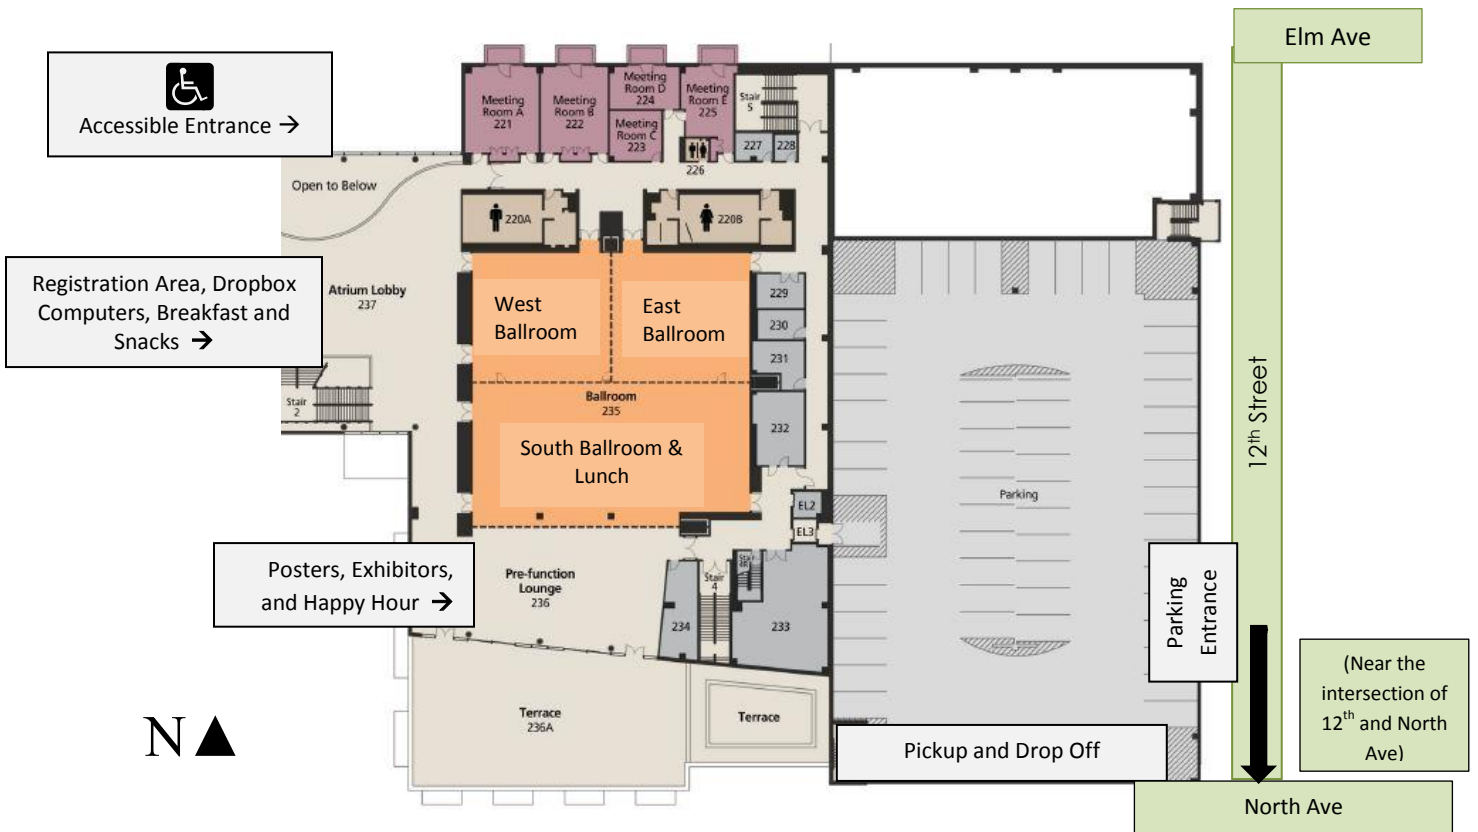 Elm Ave
Accessible Entrance →
Meeting
Room A
221
Meeting
Room B
222
Meeting
Room D
224
Meeting
Room C
223
Meeting
Room E
225
Stair
5
227
228
226
Open to Below
220A
220B
Registration Area, Dropbox
Computers, Breakfast and
Snacks →
Atrium Lobby
237
West
Ballroom
East
Ballroom
229
230
231
Stair
2
Ballroom
235
232
South Ballroom &
Lunch
12th Street
Parking
EL2
EL3
Posters, Exhibitors,
and Happy Hour →
Pre-function
Lounge
236
Stair
4
234
233
Parking
Entrance
(Near the
intersection of
12th and North
Ave)
Terrace
236A
Terrace
N
Pickup and Drop Off
North Ave